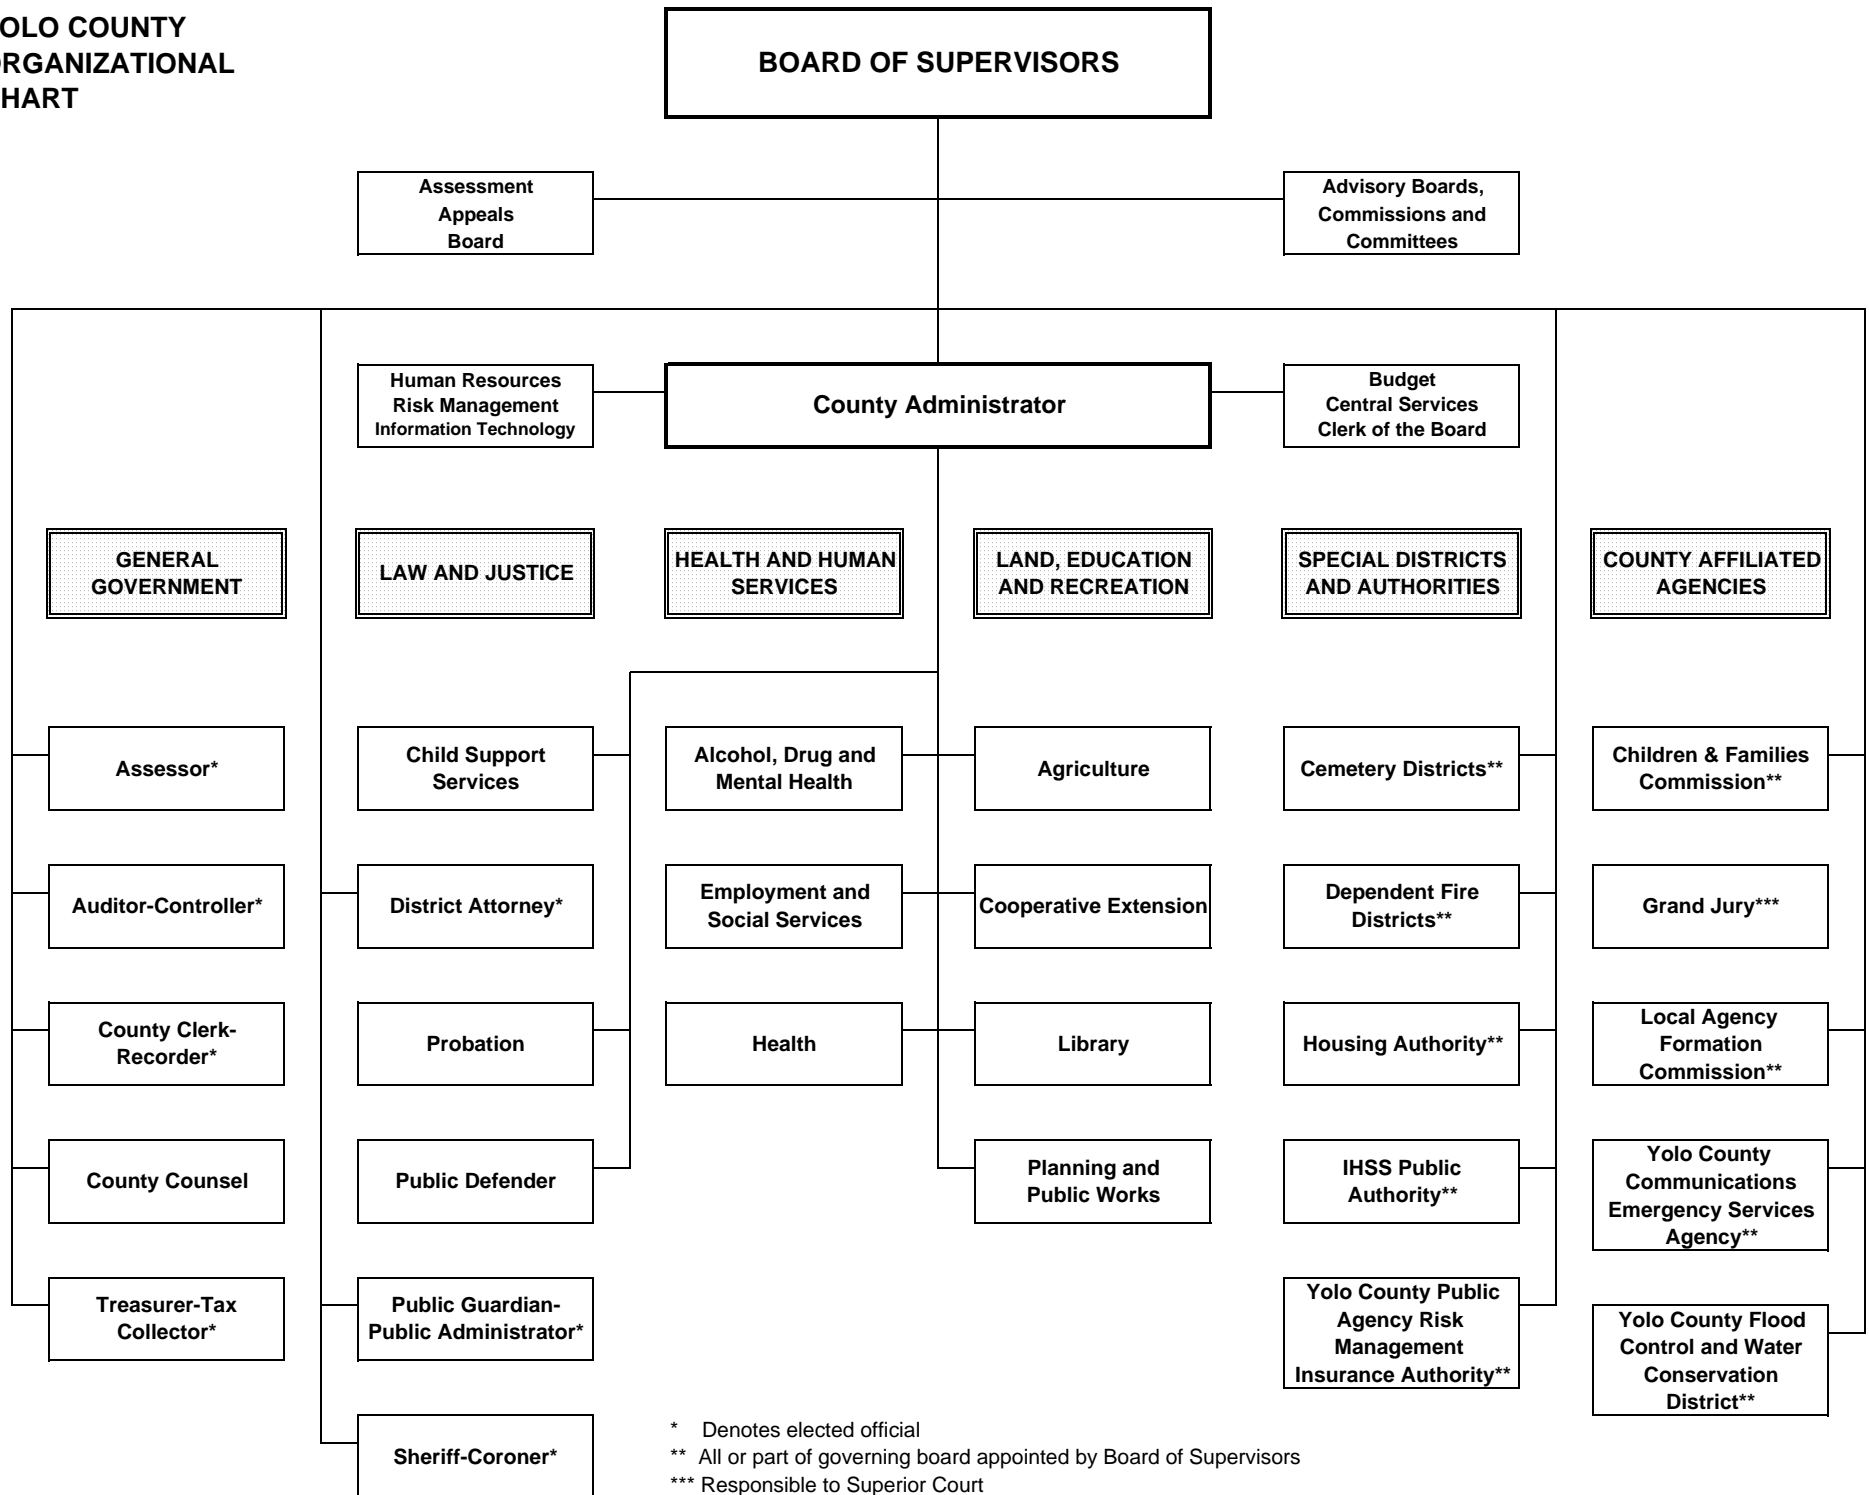 OLO COUNTY
RGANIZATIONAL
HART
BOARD OF SUPERVISORS
Assessment
Appeals
Board
Advisory Boards,
Commissions and
Committees
Human Resources
Risk Management
Information Technology
County Administrator
Budget
Central Services
Clerk of the Board
GENERAL
GOVERNMENT
LAW AND JUSTICE
HEALTH AND HUMAN
SERVICES
LAND, EDUCATION
AND RECREATION
SPECIAL DISTRICTS
AND AUTHORITIES
COUNTY AFFILIATED
AGENCIES
Assessor*
Child Support
Services
Alcohol, Drug and
Mental Health
Agriculture
Cemetery Districts**
Children & Families
Commission**
Auditor-Controller*
District Attorney*
Employment and
Social Services
Cooperative Extension
Dependent Fire
Districts**
Grand Jury***
County Clerk-
Recorder*
Probation
Health
Library
Housing Authority**
Local Agency
Formation
Commission**
County Counsel
Public Defender
Planning and
Public Works
IHSS Public
Authority**
Yolo County
Communications
Emergency Services
Agency**
Treasurer-Tax
Collector*
Public Guardian-
Public Administrator*
Yolo County Public
Agency Risk
Management
Insurance Authority**
Yolo County Flood
Control and Water
Conservation
District**
Sheriff-Coroner*
* Denotes elected official
** All or part of governing board appointed by Board of Supervisors
*** Responsible to Superior Court